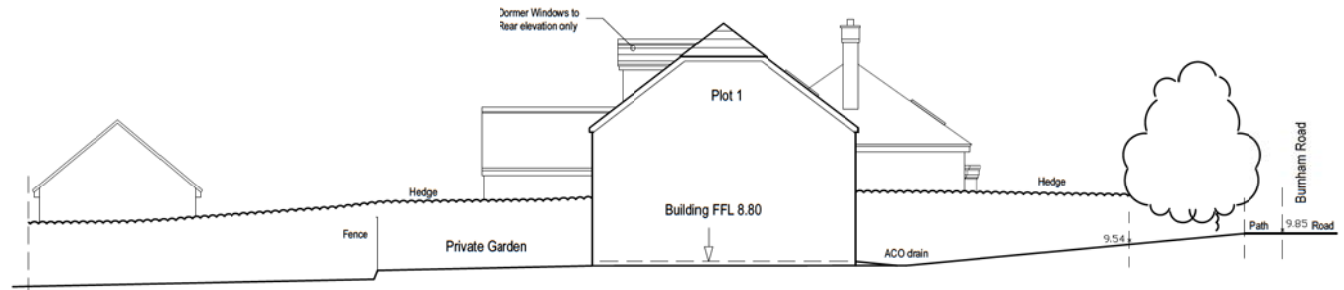 Dormer Windows to
Rear elevation only
Plot 1
Burnham Road
Hedge
Hedge
Building FFL 8.80
Fence
Private Garden
ACO drain
9.54
Path
9.85
Road